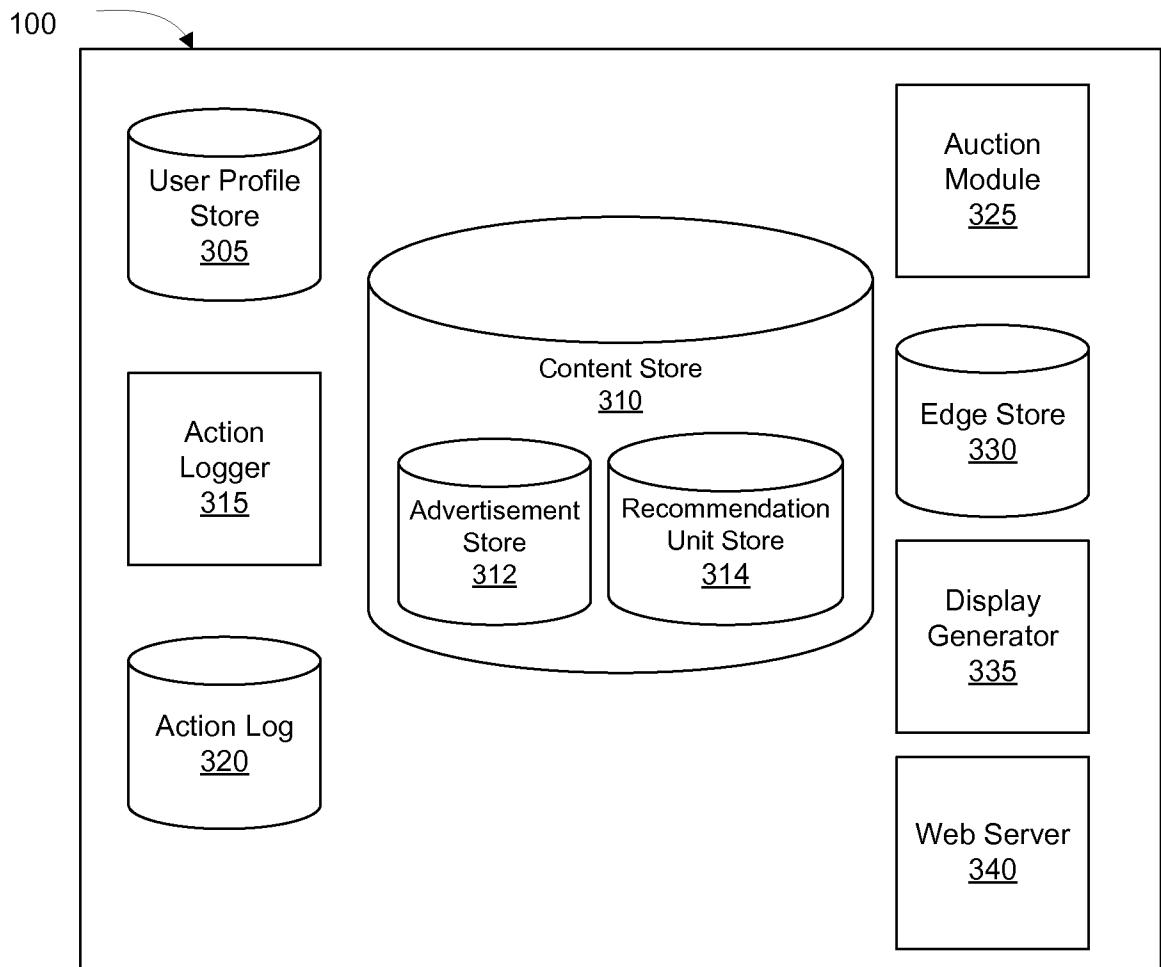 100
User Profile
Store
305
Action
Logger
315
Action Log
320
Content Store
310
Advertisement
Store
312
Recommendation
Unit Store
314
Auction
Module
325
Edge Store
330
Display
Generator
335
Web Server
340